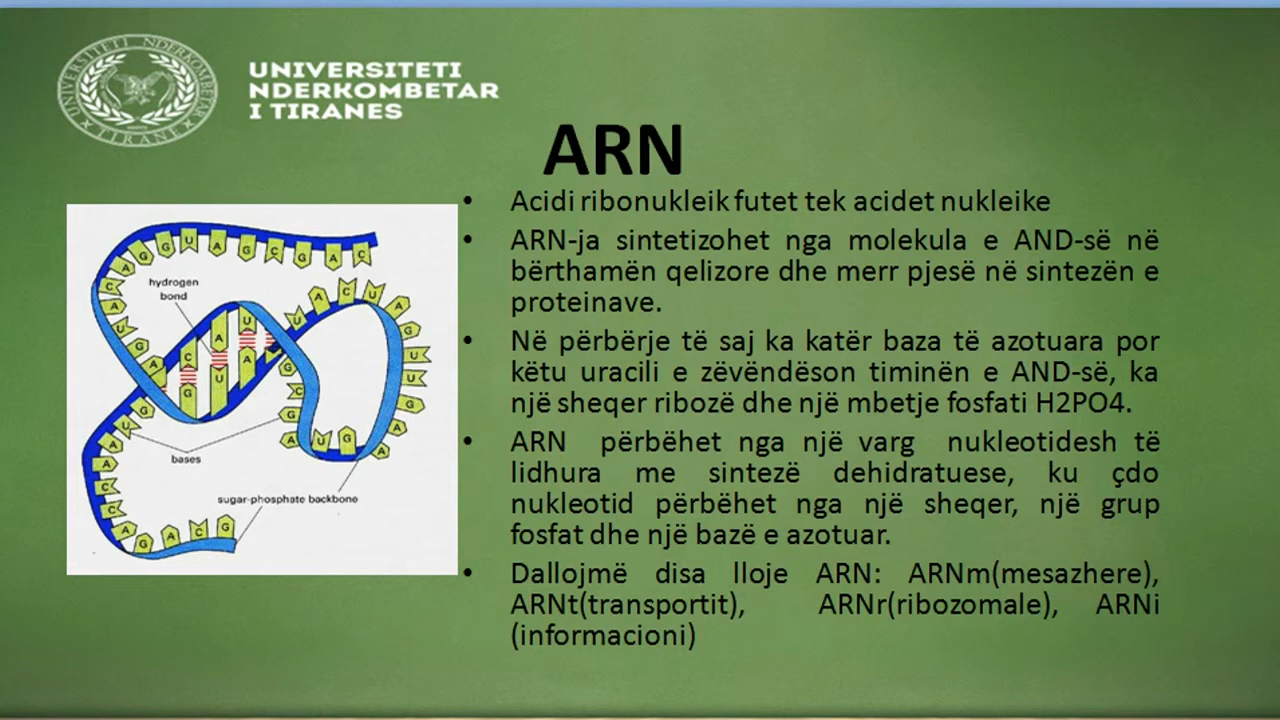 UNIVERSITETI NDERKOMBETAR
TIRANE
UNIVERSITETI
NDERKOMBETAR
I TIRANES
ARN
• Acidi ribonukleik futet tek acidet nukleike
• ARN-ja sintetizohet nga molekula e AND-së në
bërthamën qelizore dhe merr pjesë në sintezën e
proteinave.
• Në përbërje të saj ka katër baza të azotuara por
këtu uracili e zëvëndëson timinën e AND-së, ka
një sheqer ribozë dhe një mbetje fosfati H2PO4.
• ARN përbëhet nga një varg nukleotidesh të
lidhura me sintezë dehidratuese, ku çdo
nukleotid përbëhet nga një sheqer, një grup
fosfat dhe një bazë e azotuar.
• Dallojmë disa lloje ARN: ARNm(mesazhere),
ARNt(transportit), ARNr(ribozomale), ARNi
(informacioni)
hydrogen
bond
bases
sugar-phosphate backbone